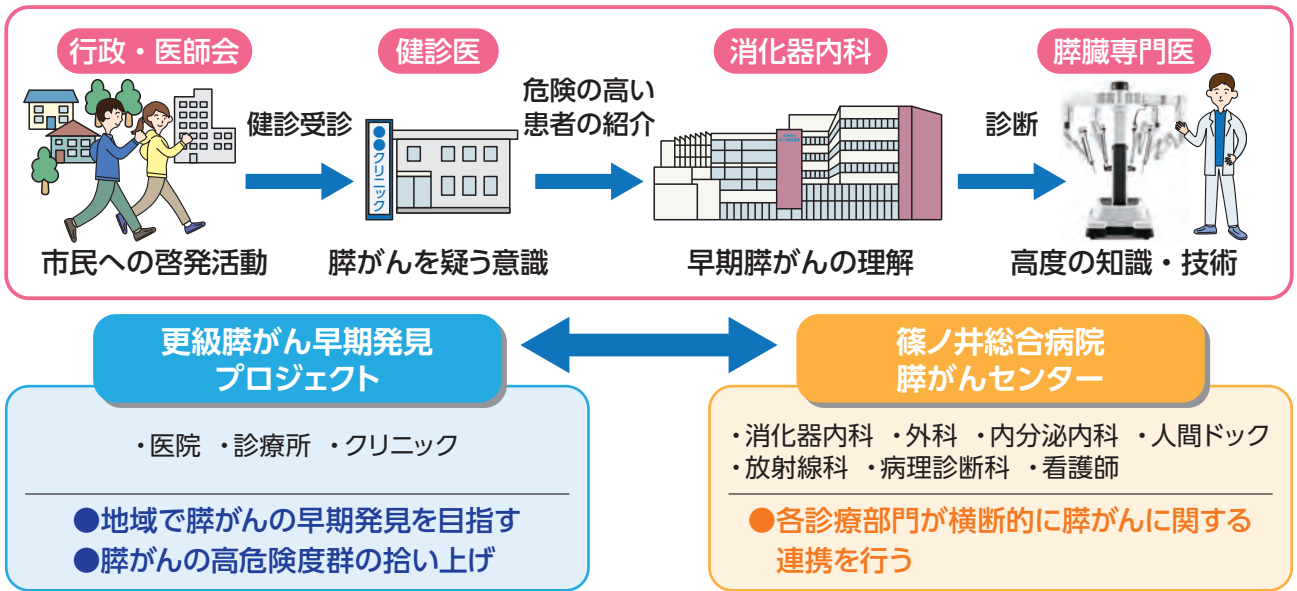 行政・医師会
健診医
消化器内科
膵臓専門医
健診受診
危険の高い
患者の紹介
診断
●●クリニック
市民への啓発活動
膵がんを疑う意識
早期膵がんの理解
高度の知識・技術
更級膵がん早期発見
プロジェクト
・医院 ・診療所 ・クリニック
●地域で膵がんの早期発見を目指す
●膵がんの高危険度群の拾い上げ
篠ノ井総合病院
膵がんセンター
・消化器内科 ・外科 ・内分泌内科 ・人間ドック
・放射線科 ・病理診断科 ・看護師
●各診療部門が横断的に膵がんに関する
連携を行う